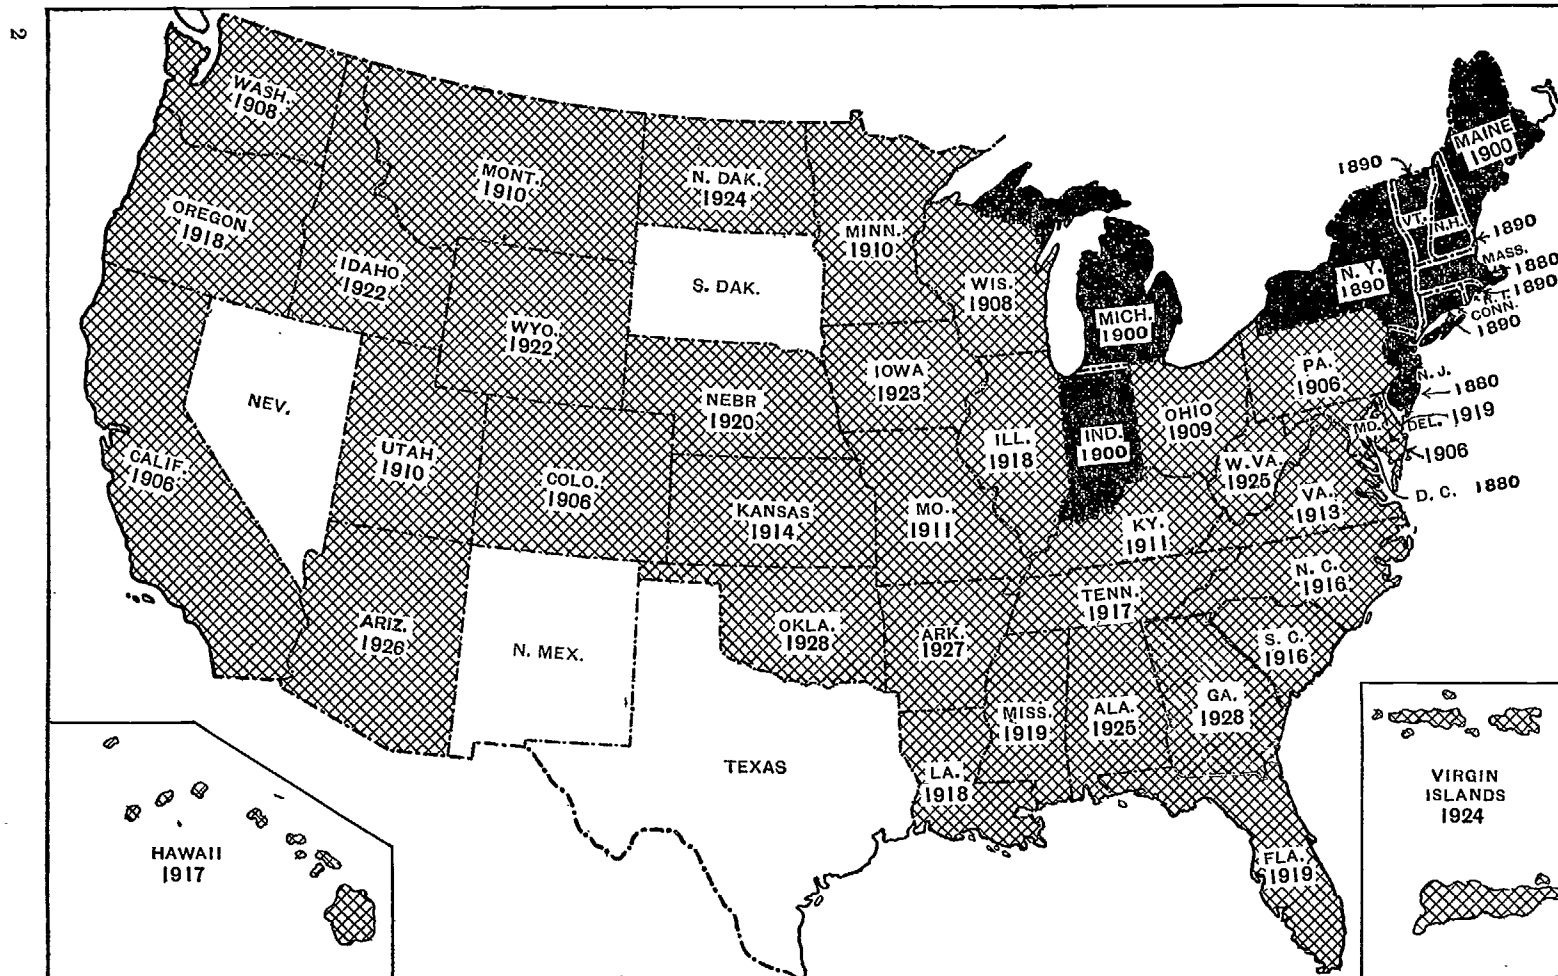 2
WASH.
1908
OREGON
1918
CALIF.
1906
NEV.
IDAHO
1922
MONT.
1910
WYO.
1922
UTAH
1910
COLO.
1906
ARIZ.
1926
N. MEX.
N. DAK.
1924
S. DAK.
NEBR
1920
KANSAS
1914
OKLA.
1928
TEXAS
MINN.
1910
IOWA
1923
MO.
1911
ARK.
1927
LA.
1918
WIS.
1908
ILL.
1918
MICH.
1900
IND.
1900
OHIO
1909
KY.
1911
TENN.
1917
MISS.
1919
ALA.
1925
GA.
1928
FLA.
1919
S. C.
1916
N. C.
1916
VA.
1913
W. VA.
1925
PA.
1906
N. Y.
1890
MAINE
1900
1890
VT.
N.H.
1890
MASS.
1880
R. I.
1890
CONN.
1890
N. J.
1880
DEL. 1919
MD.
1906
D. C. 1880
HAWAII
1917
VIRGIN
ISLANDS
1924